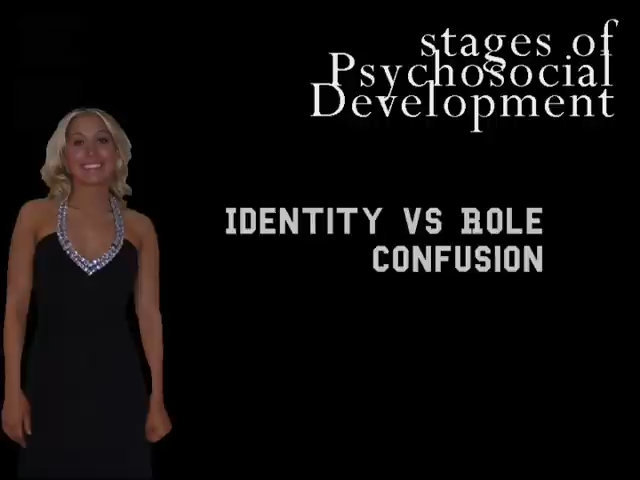 stages of
Psychosocial
Development
IDENTITY VS ROLE
CONFUSION